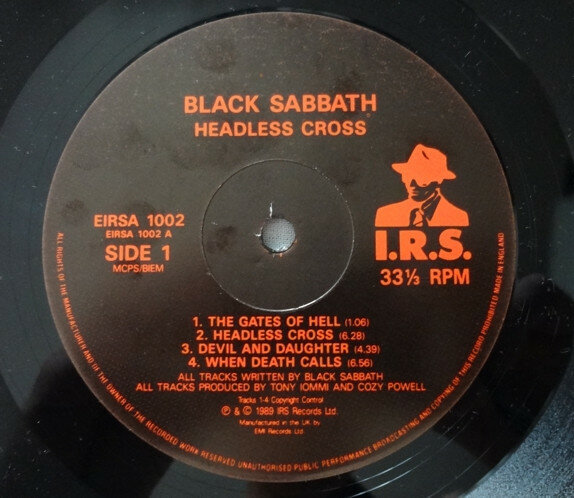 BLACK SABBATH
HEADLESS CROSS
EIRSA 1002
EIRSA 1002 A
SIDE 1
MCPS/BIEM
I.R.S.
33⅓ RPM
1. THE GATES OF HELL (1.06)
2. HEADLESS CROSS (6.28)
3. DEVIL AND DAUGHTER (4.39)
4. WHEN DEATH CALLS (6.56)
ALL TRACKS WRITTEN BY BLACK SABBATH
ALL TRACKS PRODUCED BY TONY IOMMI AND COZY POWELL
Tracks 1-4 Copyright Control
℗ & © 1989 IRS Records Ltd.
Manufactured in the UK by
EMI Records Ltd.
ALL RIGHTS OF THE MANUFACTURER AND OF THE OWNER OF THE RECORDED WORK RESERVED UNAUTHORISED PUBLIC PERFORMANCE BROADCASTING AND COPYING OF THIS RECORD PROHIBITED MADE IN ENGLAND